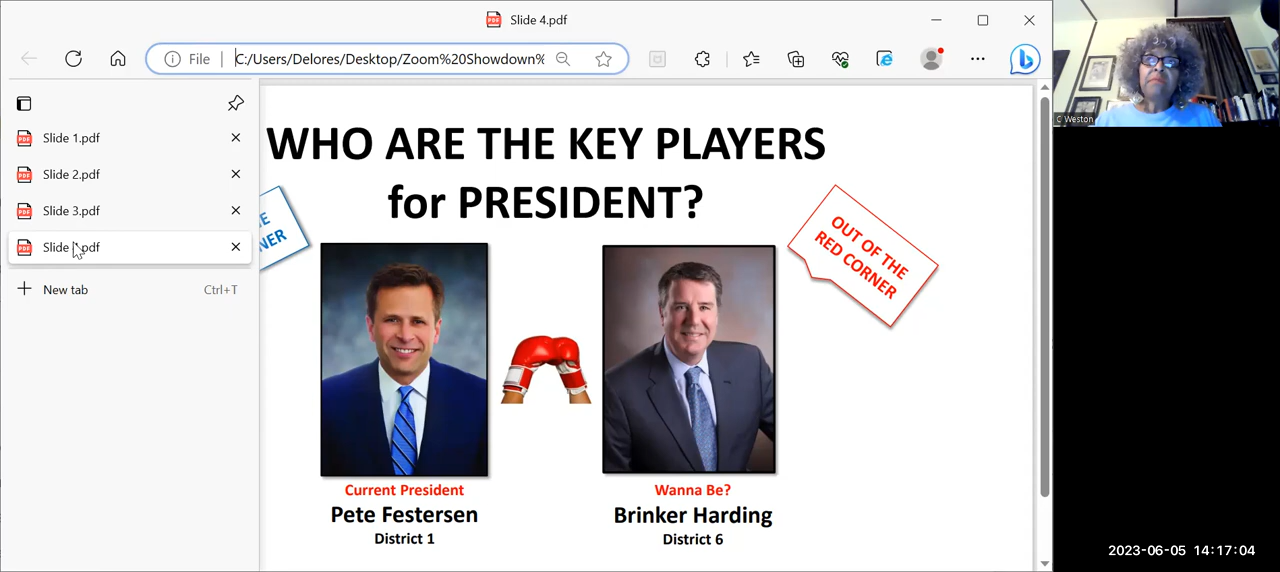 Slide 4.pdf
File
C:/Users/Delores/Desktop/Zoom%20Showdown%
Slide 1.pdf
Slide 2.pdf
Slide 3.pdf
New tab
Ctrl+T
WHO ARE THE KEY PLAYERS
for PRESIDENT?
NER
OUT OF THE
RED CORNER
Current President
Pete Festersen
District 1
Wanna Be?
Brinker Harding
District 6
C Weston
2023-06-05 14:17:04